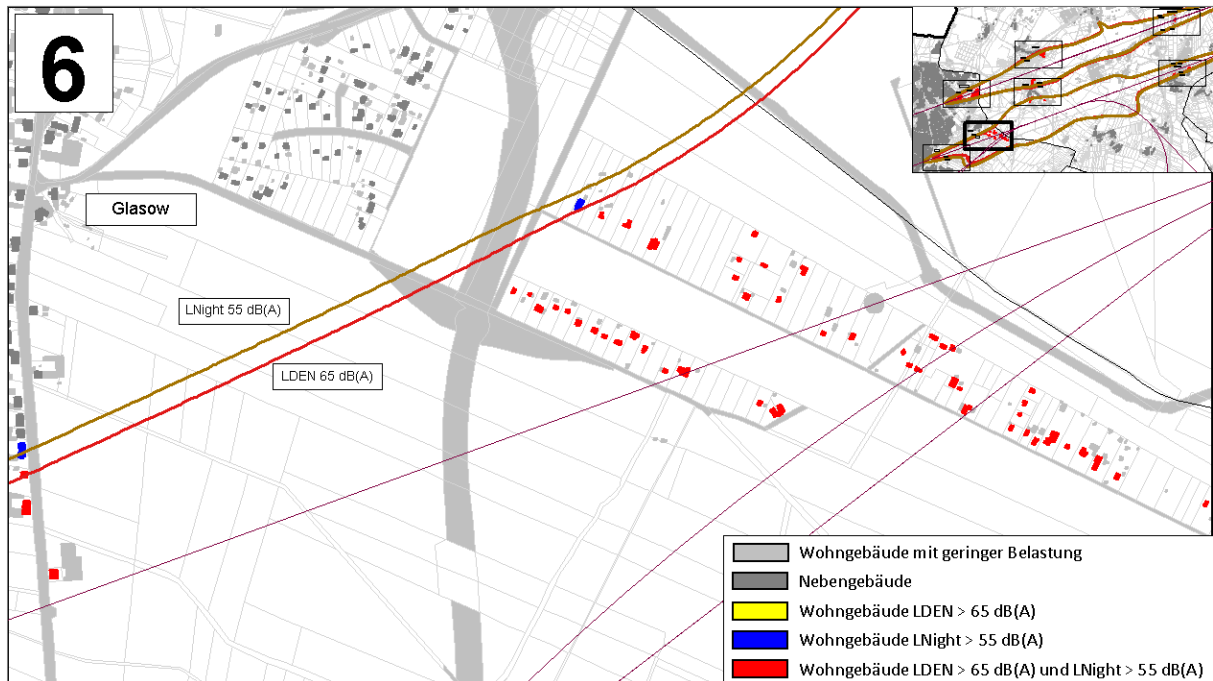 6
Glasow
LNight 55 dB(A)
LDEN 65 dB(A)
Wohngebäude mit geringer Belastung
Nebengebäude
Wohngebäude LDEN > 65 dB(A)
Wohngebäude LNight > 55 dB(A)
Wohngebäude LDEN > 65 dB(A) und LNight > 55 dB(A)